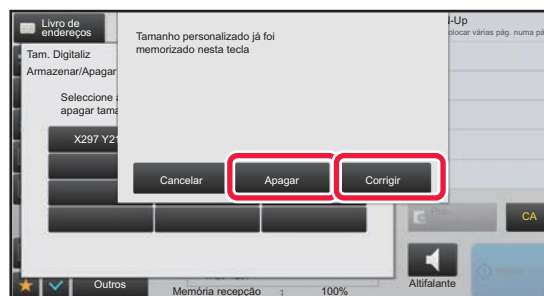 Livro de
endereços
Tamanho personalizado já foi
memorizado nesta tecla
-Up
olocar várias pág. numa pá
Tam. Digitaliz
Armazenar/Apagar
Seleccione
apagar tama
X297 Y21
Cancelar
Apagar
Corrigir
CA
Outros
Memória recepção : 100%
Altifalante